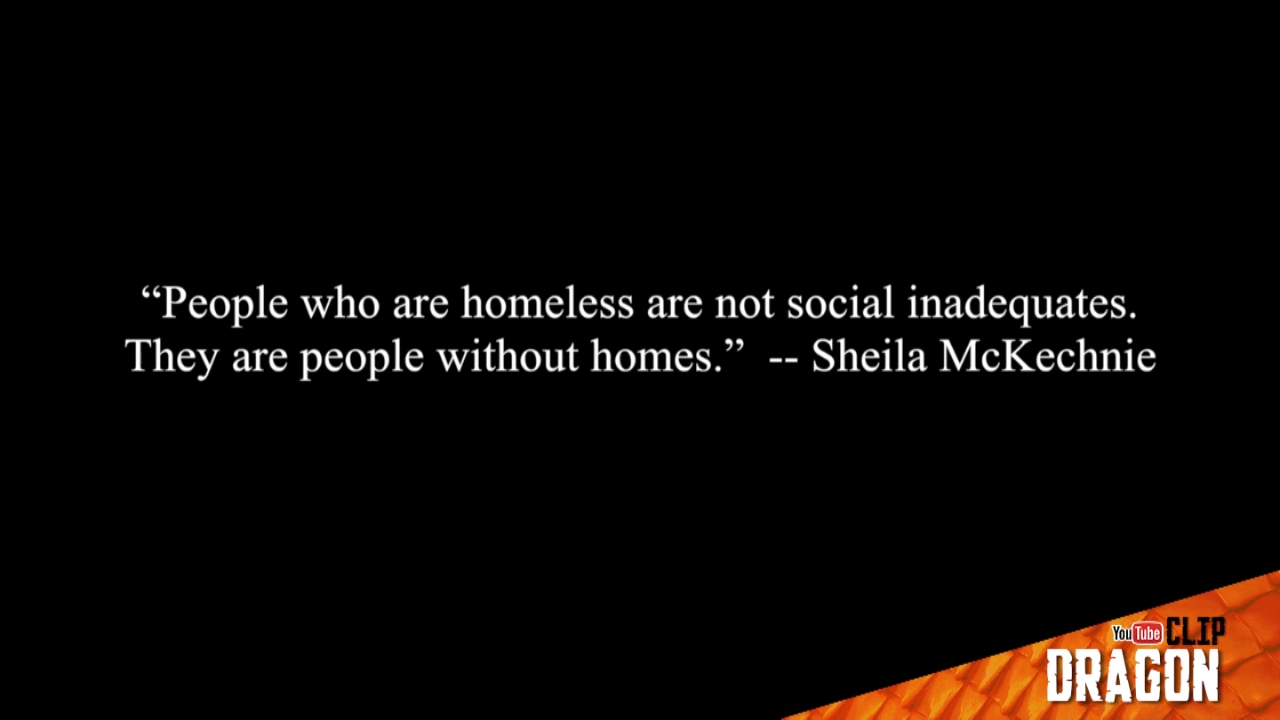 “People who are homeless are not social inadequates.
They are people without homes.”  -- Sheila McKechnie
YouTube CLIP
DRAGON